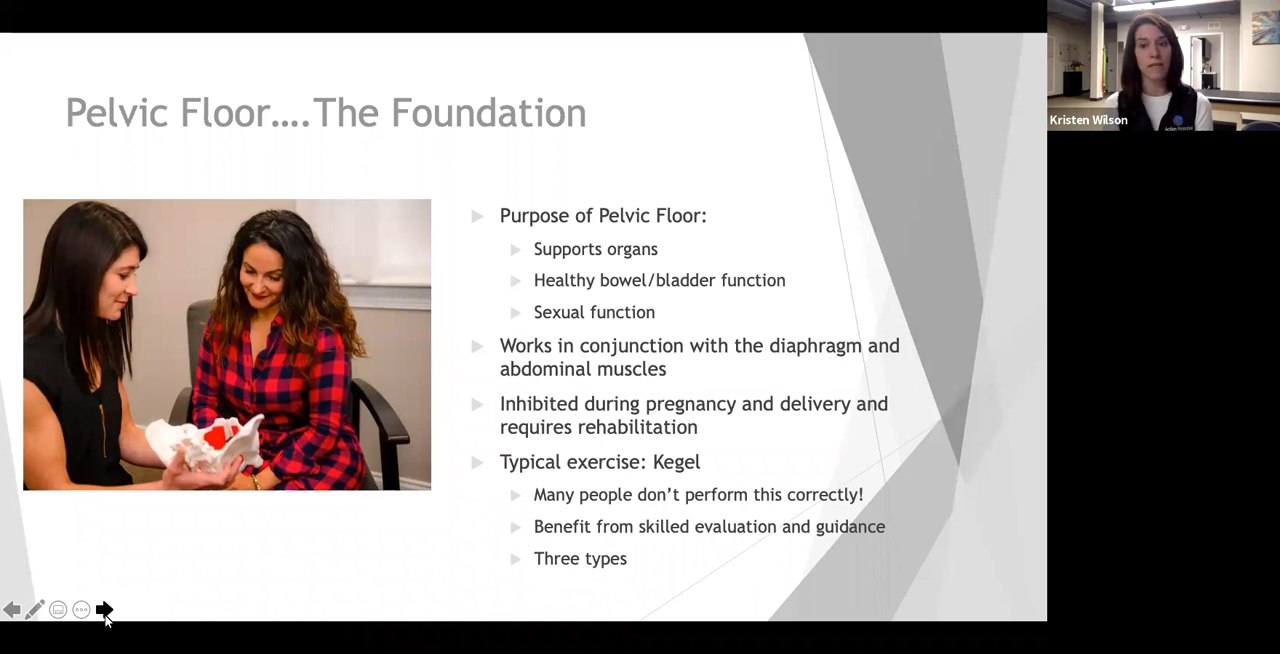 Pelvic Floor....The Foundation
Purpose of Pelvic Floor:
Supports organs
Healthy bowel/bladder function
Sexual function
Works in conjunction with the diaphragm and
abdominal muscles
Inhibited during pregnancy and delivery and
requires rehabilitation
Typical exercise: Kegel
Many people don’t perform this correctly!
Benefit from skilled evaluation and guidance
Three types
Kristen Wilson